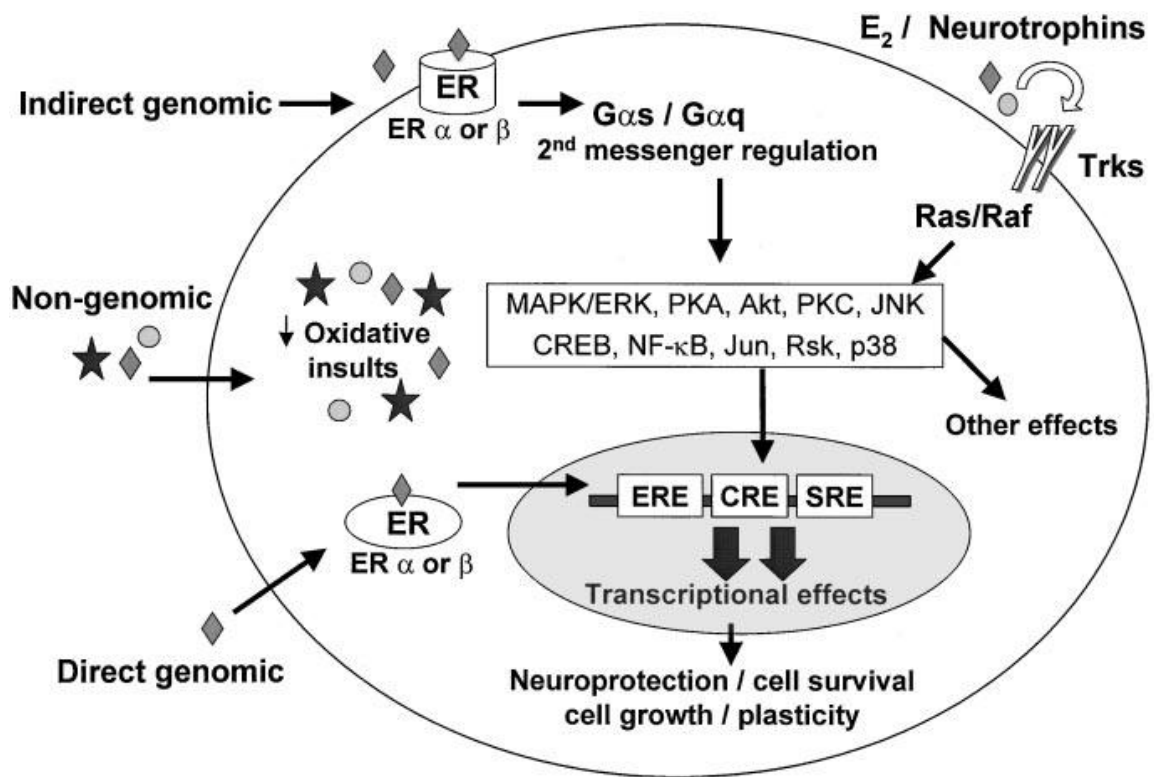 E₂ / Neurotrophins
Indirect genomic
ER
ER α or β
Gαs / Gαq
2nd messenger regulation
Trks
Ras/Raf
Non-genomic
↓ Oxidative
insults
MAPK/ERK, PKA, Akt, PKC, JNK
CREB, NF-κB, Jun, Rsk, p38
Other effects
ERE CRE SRE
ER
ER α or β
Transcriptional effects
Direct genomic
Neuroprotection / cell survival
cell growth / plasticity